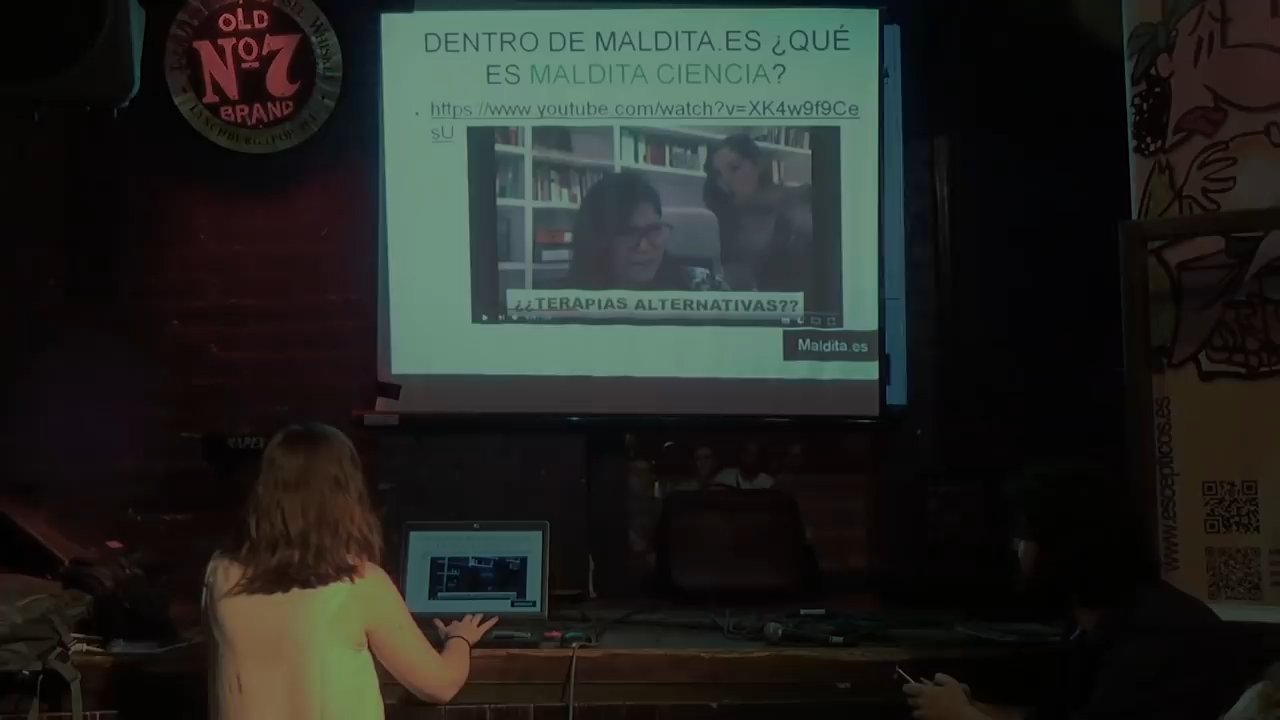 OLD
Nº7
BRAND
DENTRO DE MALDITA.ES ¿QUÉ
ES MALDITA CIENCIA?
https://www.youtube.com/watch?v=XK4w9f9Ce
sU
¿¿TERAPIAS ALTERNATIVAS??
Maldita.es
www.escepticos.es